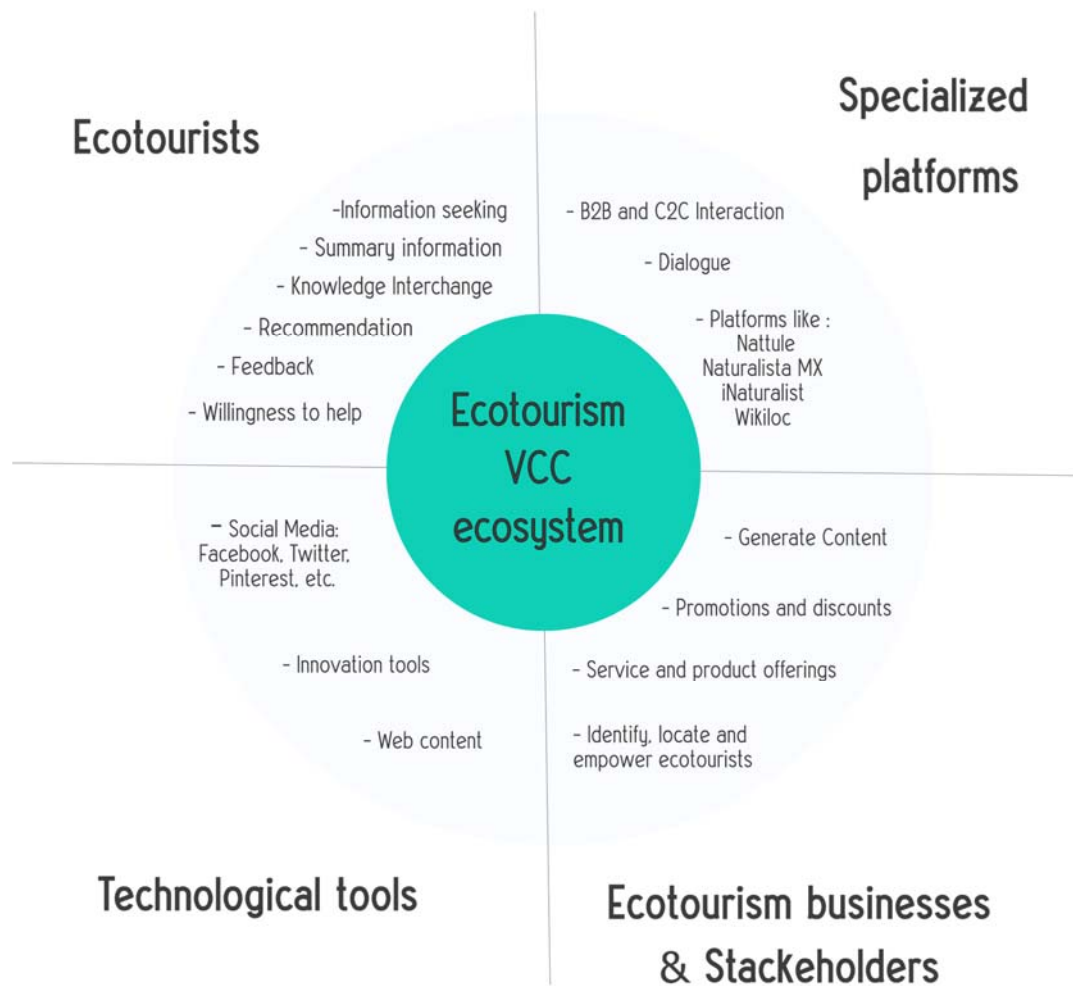 Ecotourists
-Information seeking
- Summary information
- Knowledge Interchange
- Recommendation
- Feedback
- Willingness to help
Specialized
platforms
- B2B and C2C Interaction
- Dialogue
- Platforms like :
Nattule
Naturalista MX
iNaturalist
Wikiloc
Ecotourism
VCC
ecosystem
- Social Media:
Facebook, Twitter,
Pinterest, etc.
- Innovation tools
- Web content
Technological tools
- Generate Content
- Promotions and discounts
- Service and product offerings
- Identify, locate and
empower ecotourists
Ecotourism businesses
& Stackeholders